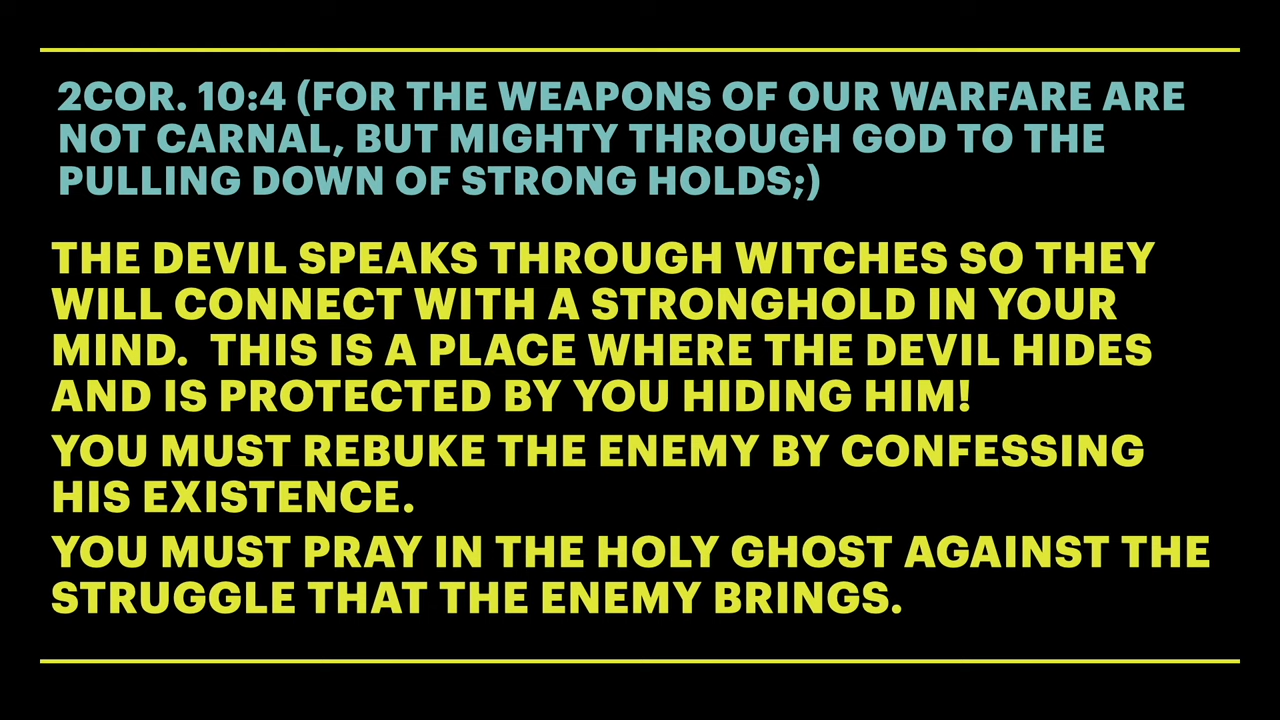 2COR. 10:4 (FOR THE WEAPONS OF OUR WARFARE ARE
NOT CARNAL, BUT MIGHTY THROUGH GOD TO THE
PULLING DOWN OF STRONG HOLDS;)
THE DEVIL SPEAKS THROUGH WITCHES SO THEY
WILL CONNECT WITH A STRONGHOLD IN YOUR
MIND.  THIS IS A PLACE WHERE THE DEVIL HIDES
AND IS PROTECTED BY YOU HIDING HIM!
YOU MUST REBUKE THE ENEMY BY CONFESSING
HIS EXISTENCE.
YOU MUST PRAY IN THE HOLY GHOST AGAINST THE
STRUGGLE THAT THE ENEMY BRINGS.